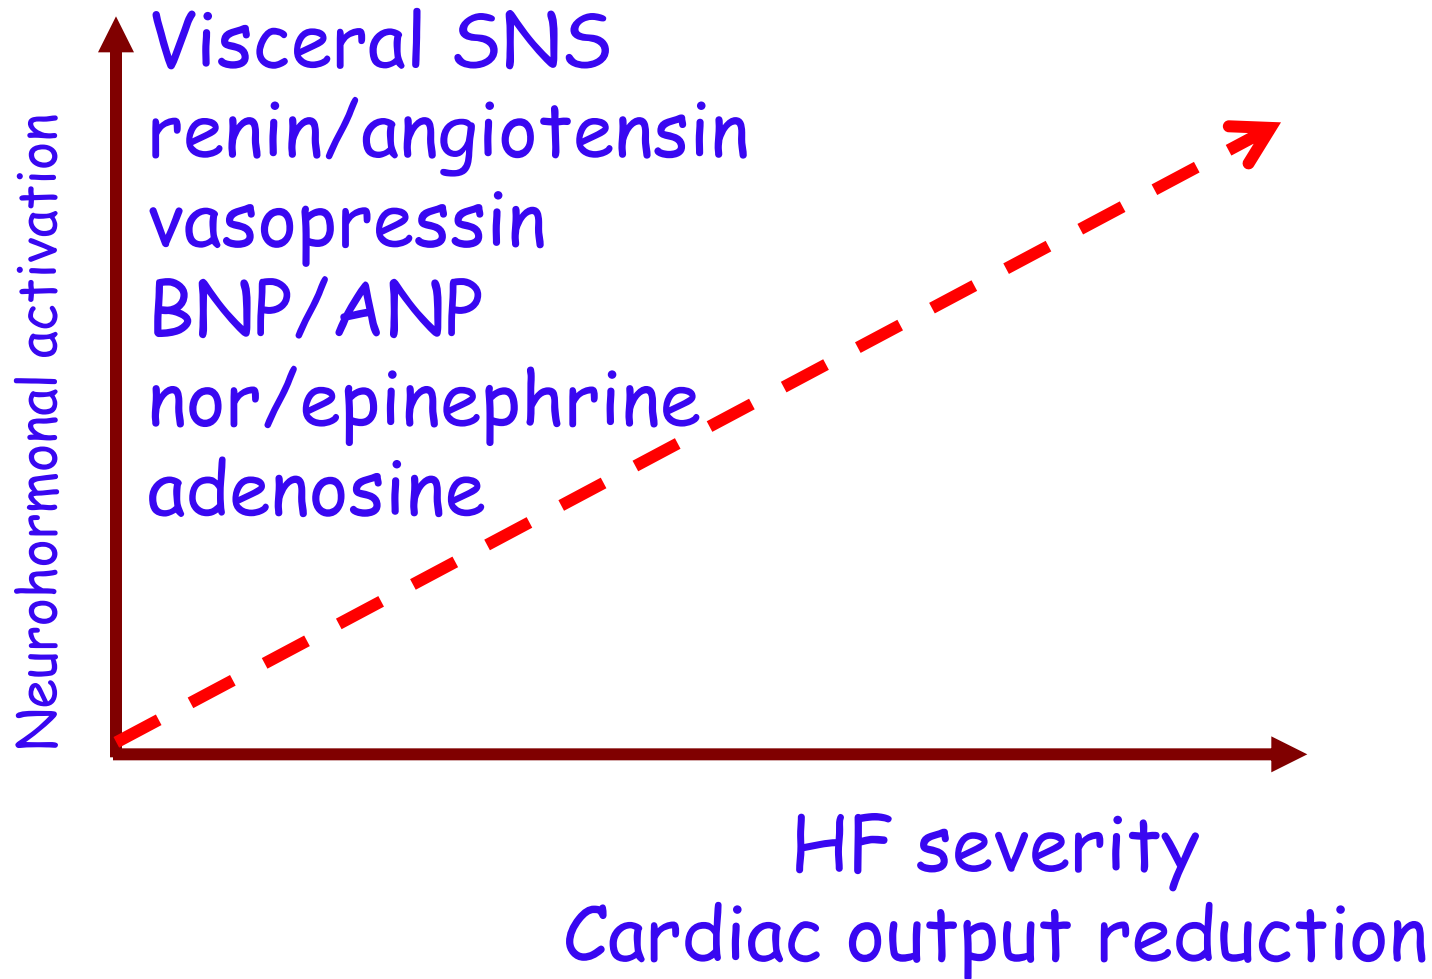 Visceral SNS
renin/angiotensin
vasopressin
BNP/ANP
nor/epinephrine
adenosine
Neurohormonal activation
HF severity
Cardiac output reduction